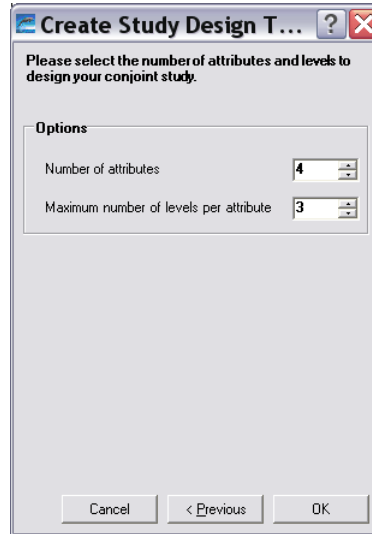 Create Study Design T...
Please select the number of attributes and levels to
design your conjoint study.
Options
Number of attributes 4
Maximum number of levels per attribute 3
Cancel < Previous OK